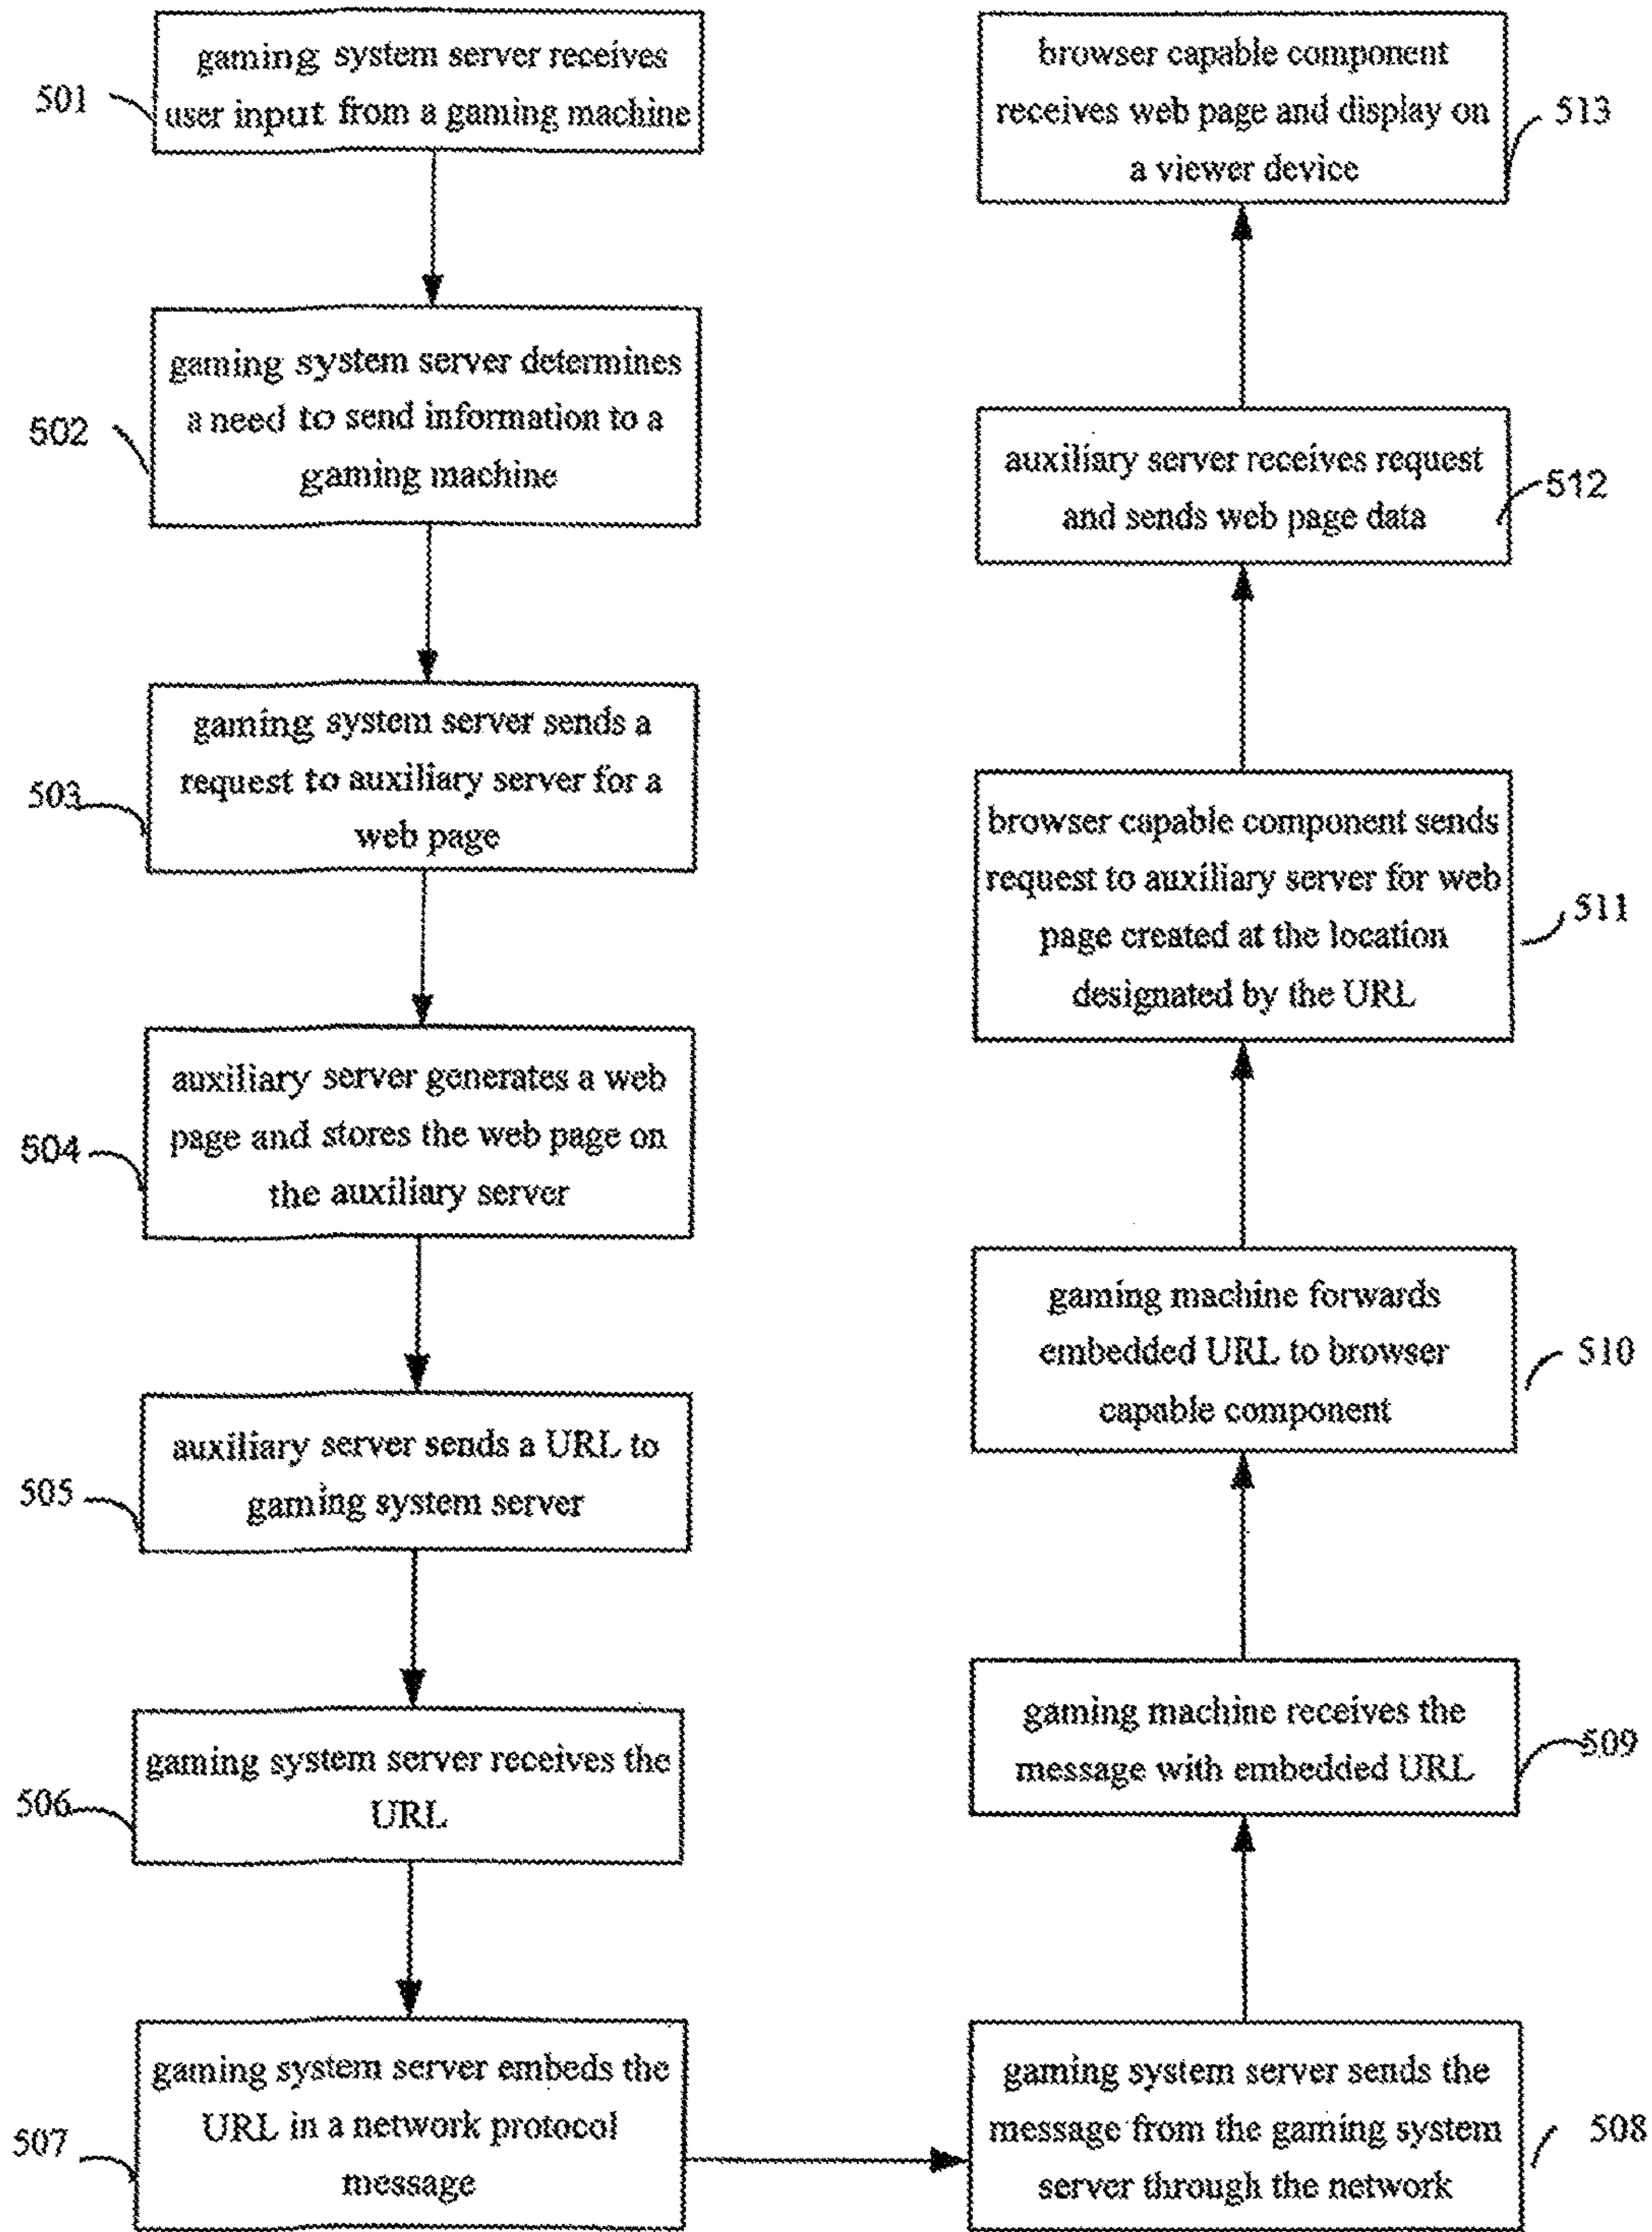 501
gaming system server receives
user input from a gaming machine
502
gaming system server determines
a need to send information to a
gaming machine
503
gaming system server sends a
request to auxiliary server for a
web page
504
auxiliary server generates a web
page and stores the web page on
the auxiliary server
505
auxiliary server sends a URL to
gaming system server
506
gaming system server receives the
URL
507
gaming system server embeds the
URL in a network protocol
message
508
gaming system server sends the
message from the gaming system
server through the network
509
gaming machine receives the
message with embedded URL
510
gaming machine forwards
embedded URL to browser
capable component
511
browser capable component sends
request to auxiliary server for web
page created at the location
designated by the URL
512
auxiliary server receives request
and sends web page data
513
browser capable component
receives web page and display on
a viewer device